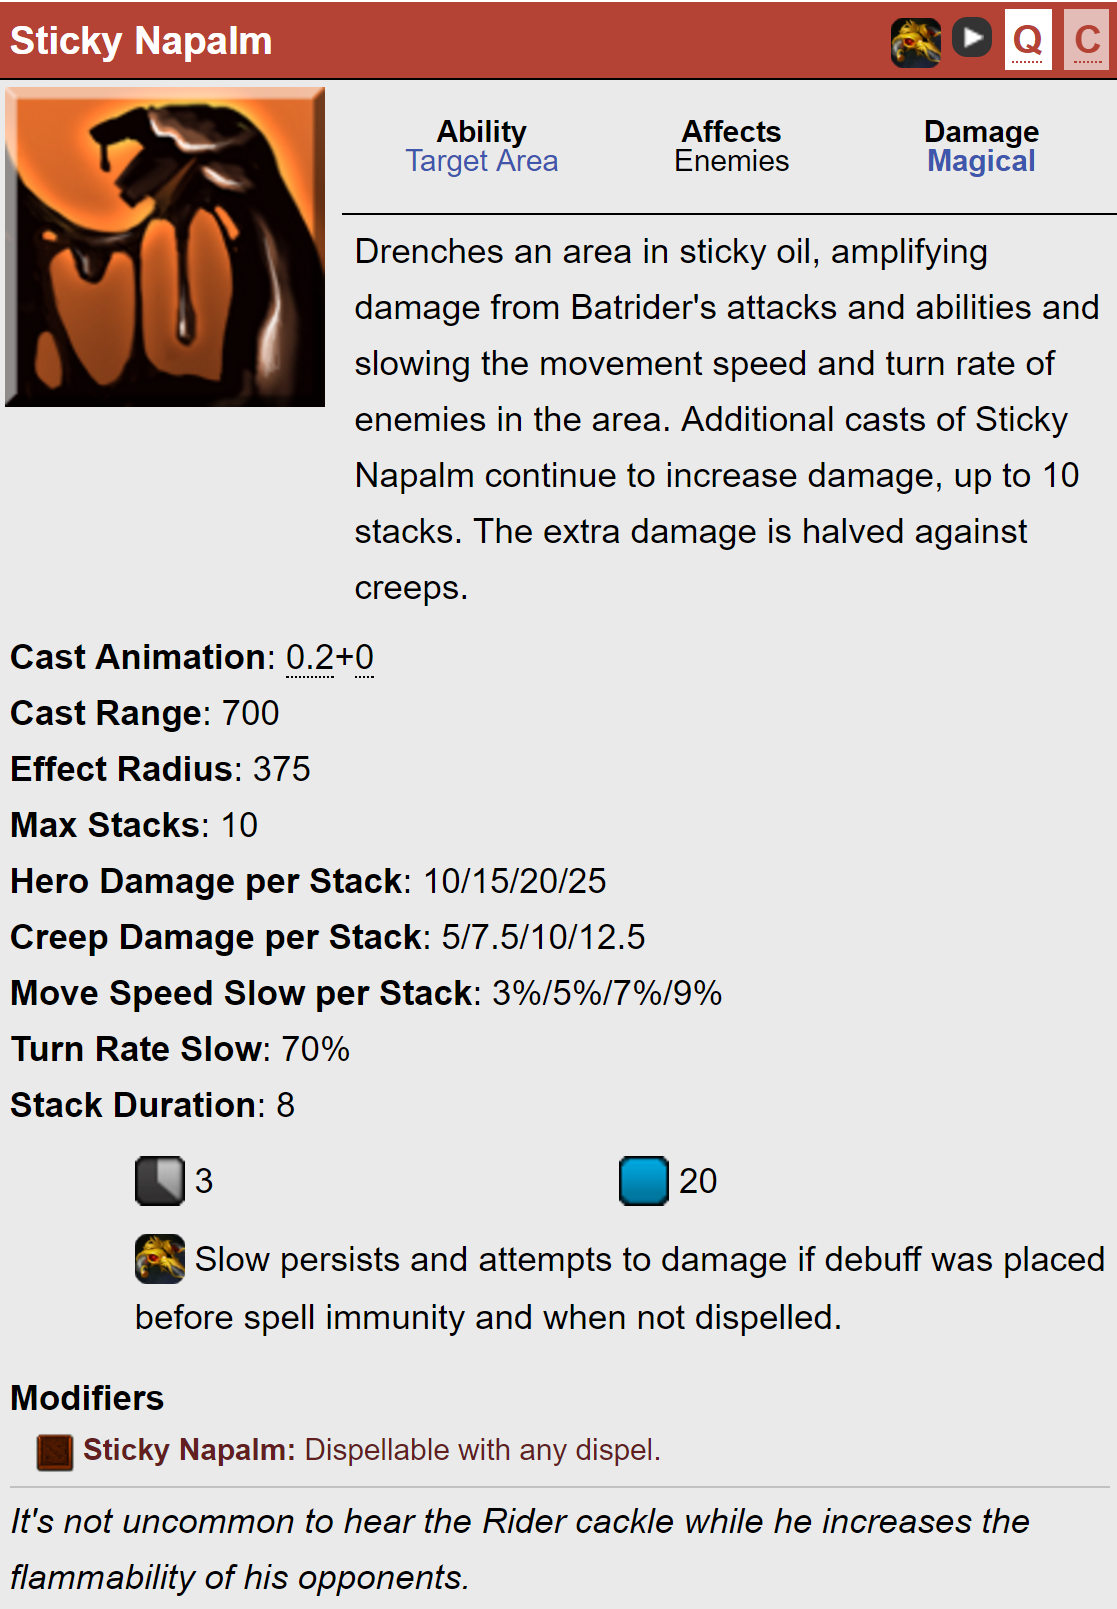 Sticky Napalm
Q
C
Ability
Target Area
Affects
Enemies
Damage
Magical
Drenches an area in sticky oil, amplifying
damage from Batrider's attacks and abilities and
slowing the movement speed and turn rate of
enemies in the area. Additional casts of Sticky
Napalm continue to increase damage, up to 10
stacks. The extra damage is halved against
creeps.
Cast Animation: 0.2+0
Cast Range: 700
Effect Radius: 375
Max Stacks: 10
Hero Damage per Stack: 10/15/20/25
Creep Damage per Stack: 5/7.5/10/12.5
Move Speed Slow per Stack: 3%/5%/7%/9%
Turn Rate Slow: 70%
Stack Duration: 8
3
20
Slow persists and attempts to damage if debuff was placed
before spell immunity and when not dispelled.
Modifiers
Sticky Napalm: Dispellable with any dispel.
It's not uncommon to hear the Rider cackle while he increases the
flammability of his opponents.